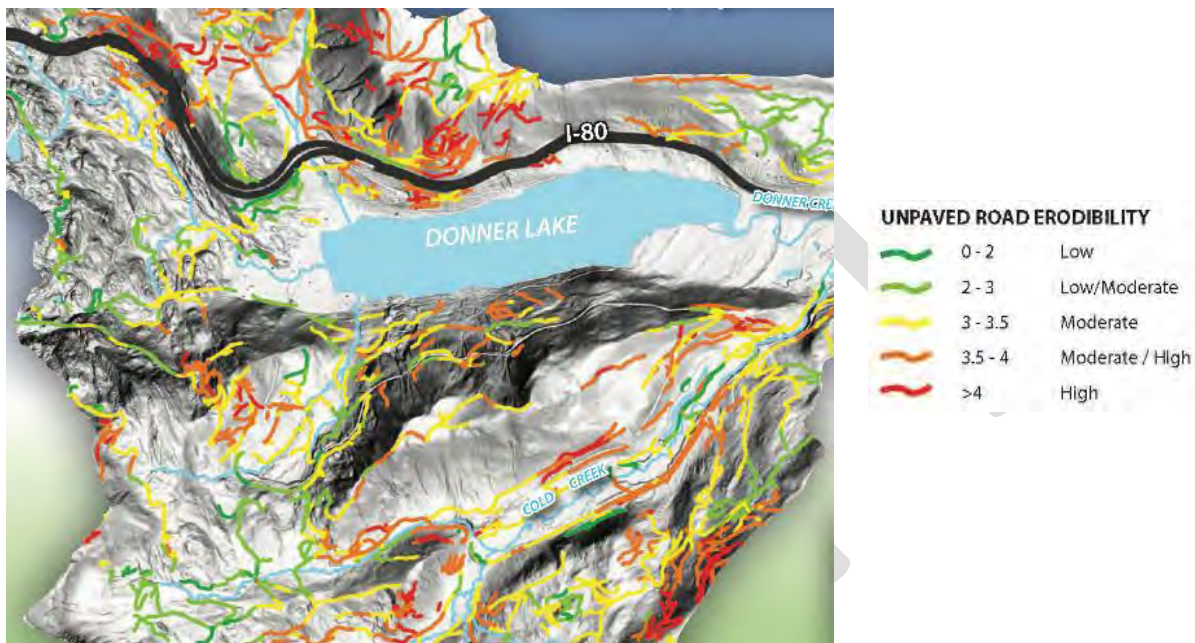 I-80
DONNER CREE
DONNER LAKE
COLD CREEK
UNPAVED ROAD ERODIBILITY
0 - 2 Low
2 - 3 Low/Moderate
3 - 3.5 Moderate
3.5 - 4 Moderate / High
>4 High